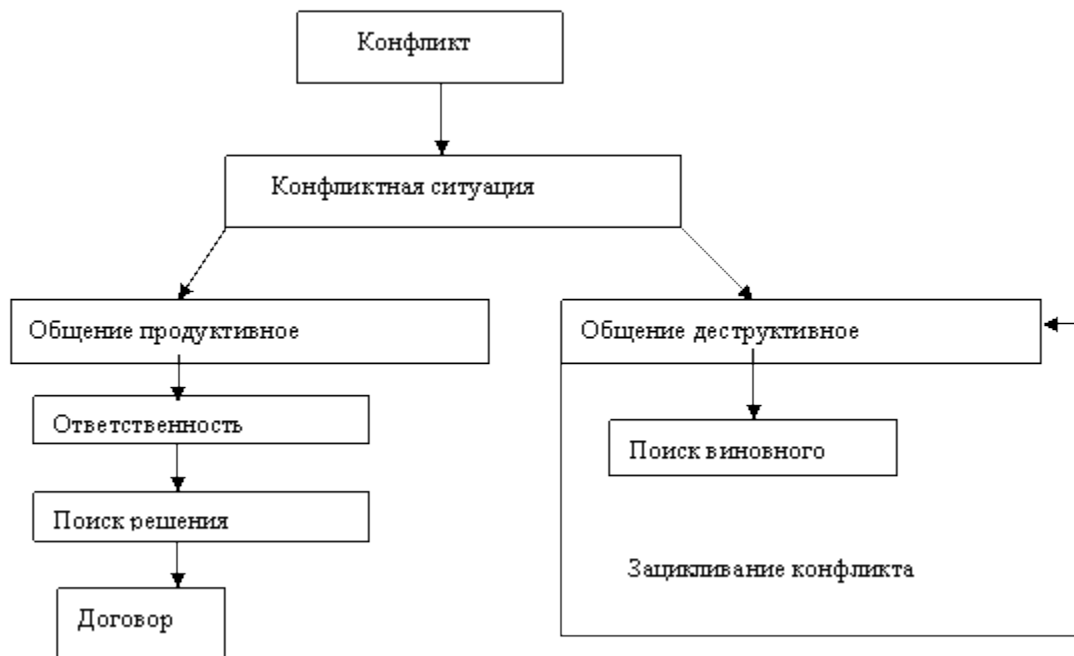 Конфликт
Конфликтная ситуация
Общение продуктивное
Общение деструктивное
Ответственность
Поиск виновного
Поиск решения
Зацикливание конфликта
Договор